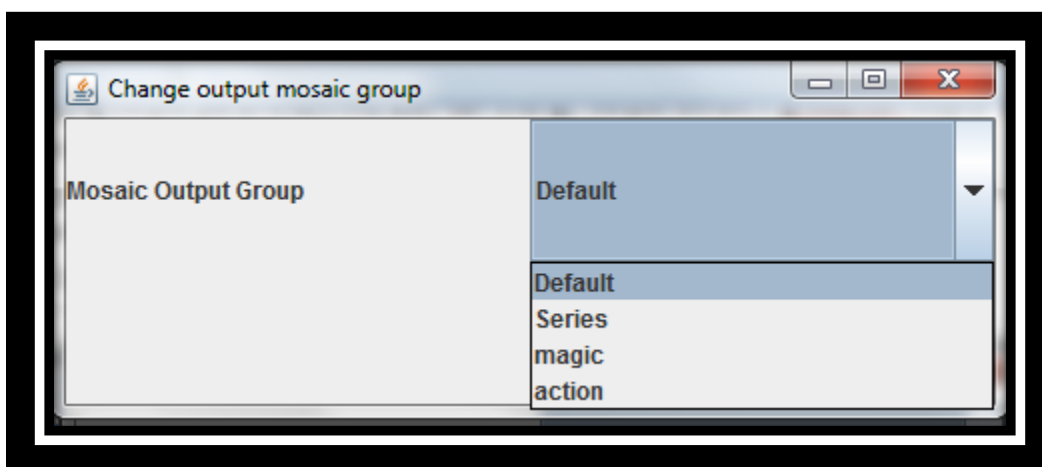 Change output mosaic group
Mosaic Output Group
Default
Default
Series
magic
action